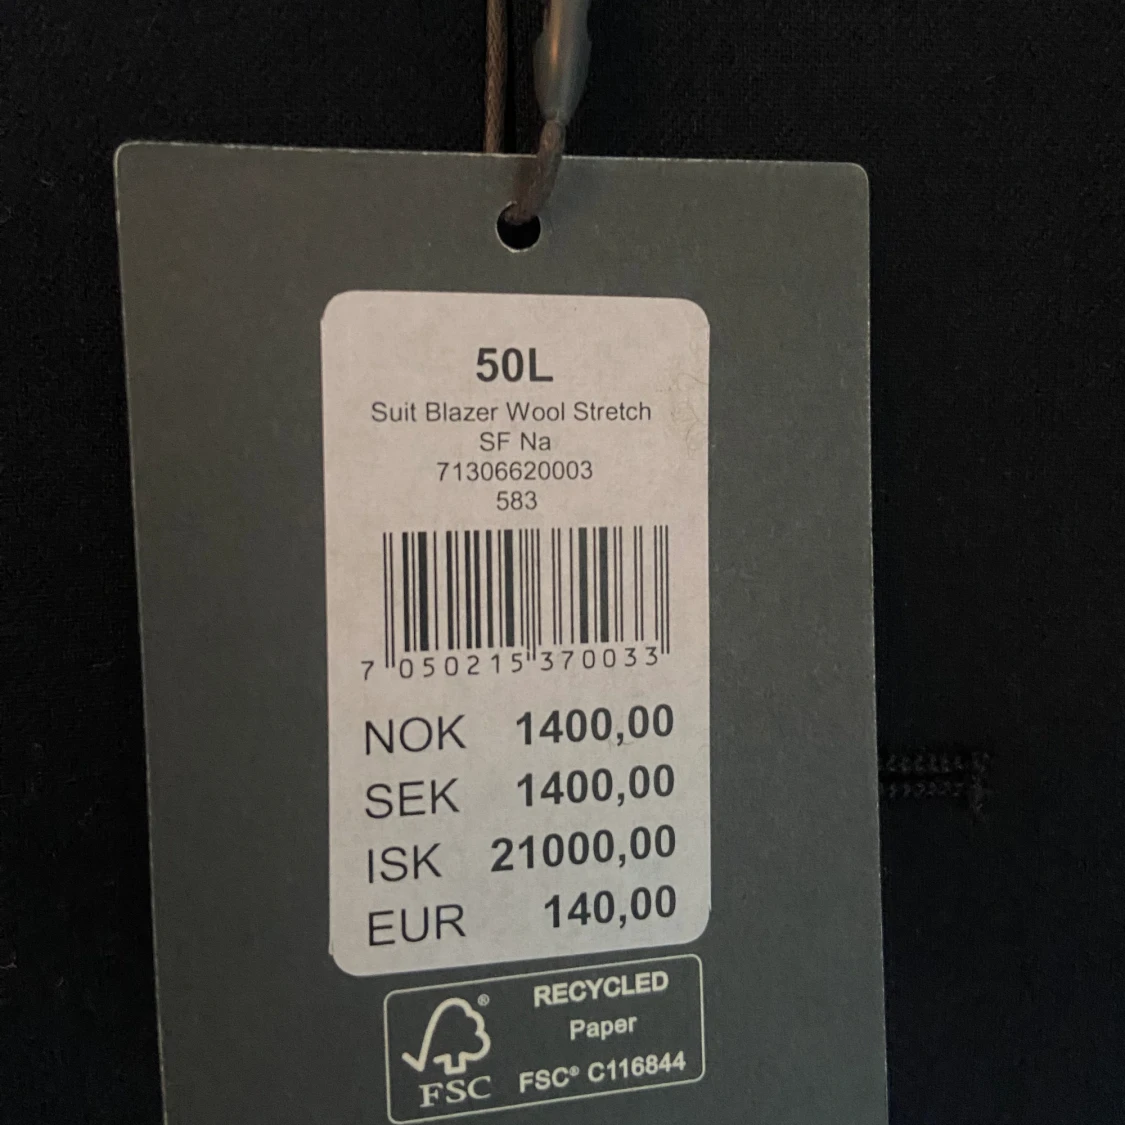 50L
Suit Blazer Wool Stretch
SF Na
71306620003
583
7 050215 370033
NOK 1400,00
SEK 1400,00
ISK 21000,00
EUR 140,00
RECYCLED
Paper
FSC® C116844
®
FSC